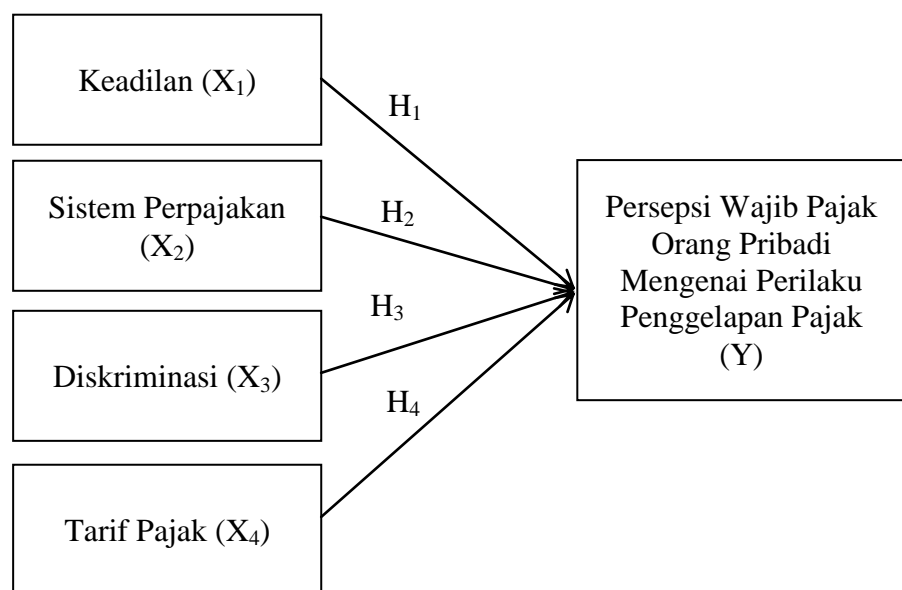 Keadilan (X₁)
H₁
Sistem Perpajakan
(X₂)
H₂
Diskriminasi (X₃)
H₃
Tarif Pajak (X₄)
H₄
Persepsi Wajib Pajak
Orang Pribadi
Mengenai Perilaku
Penggelapan Pajak
(Y)